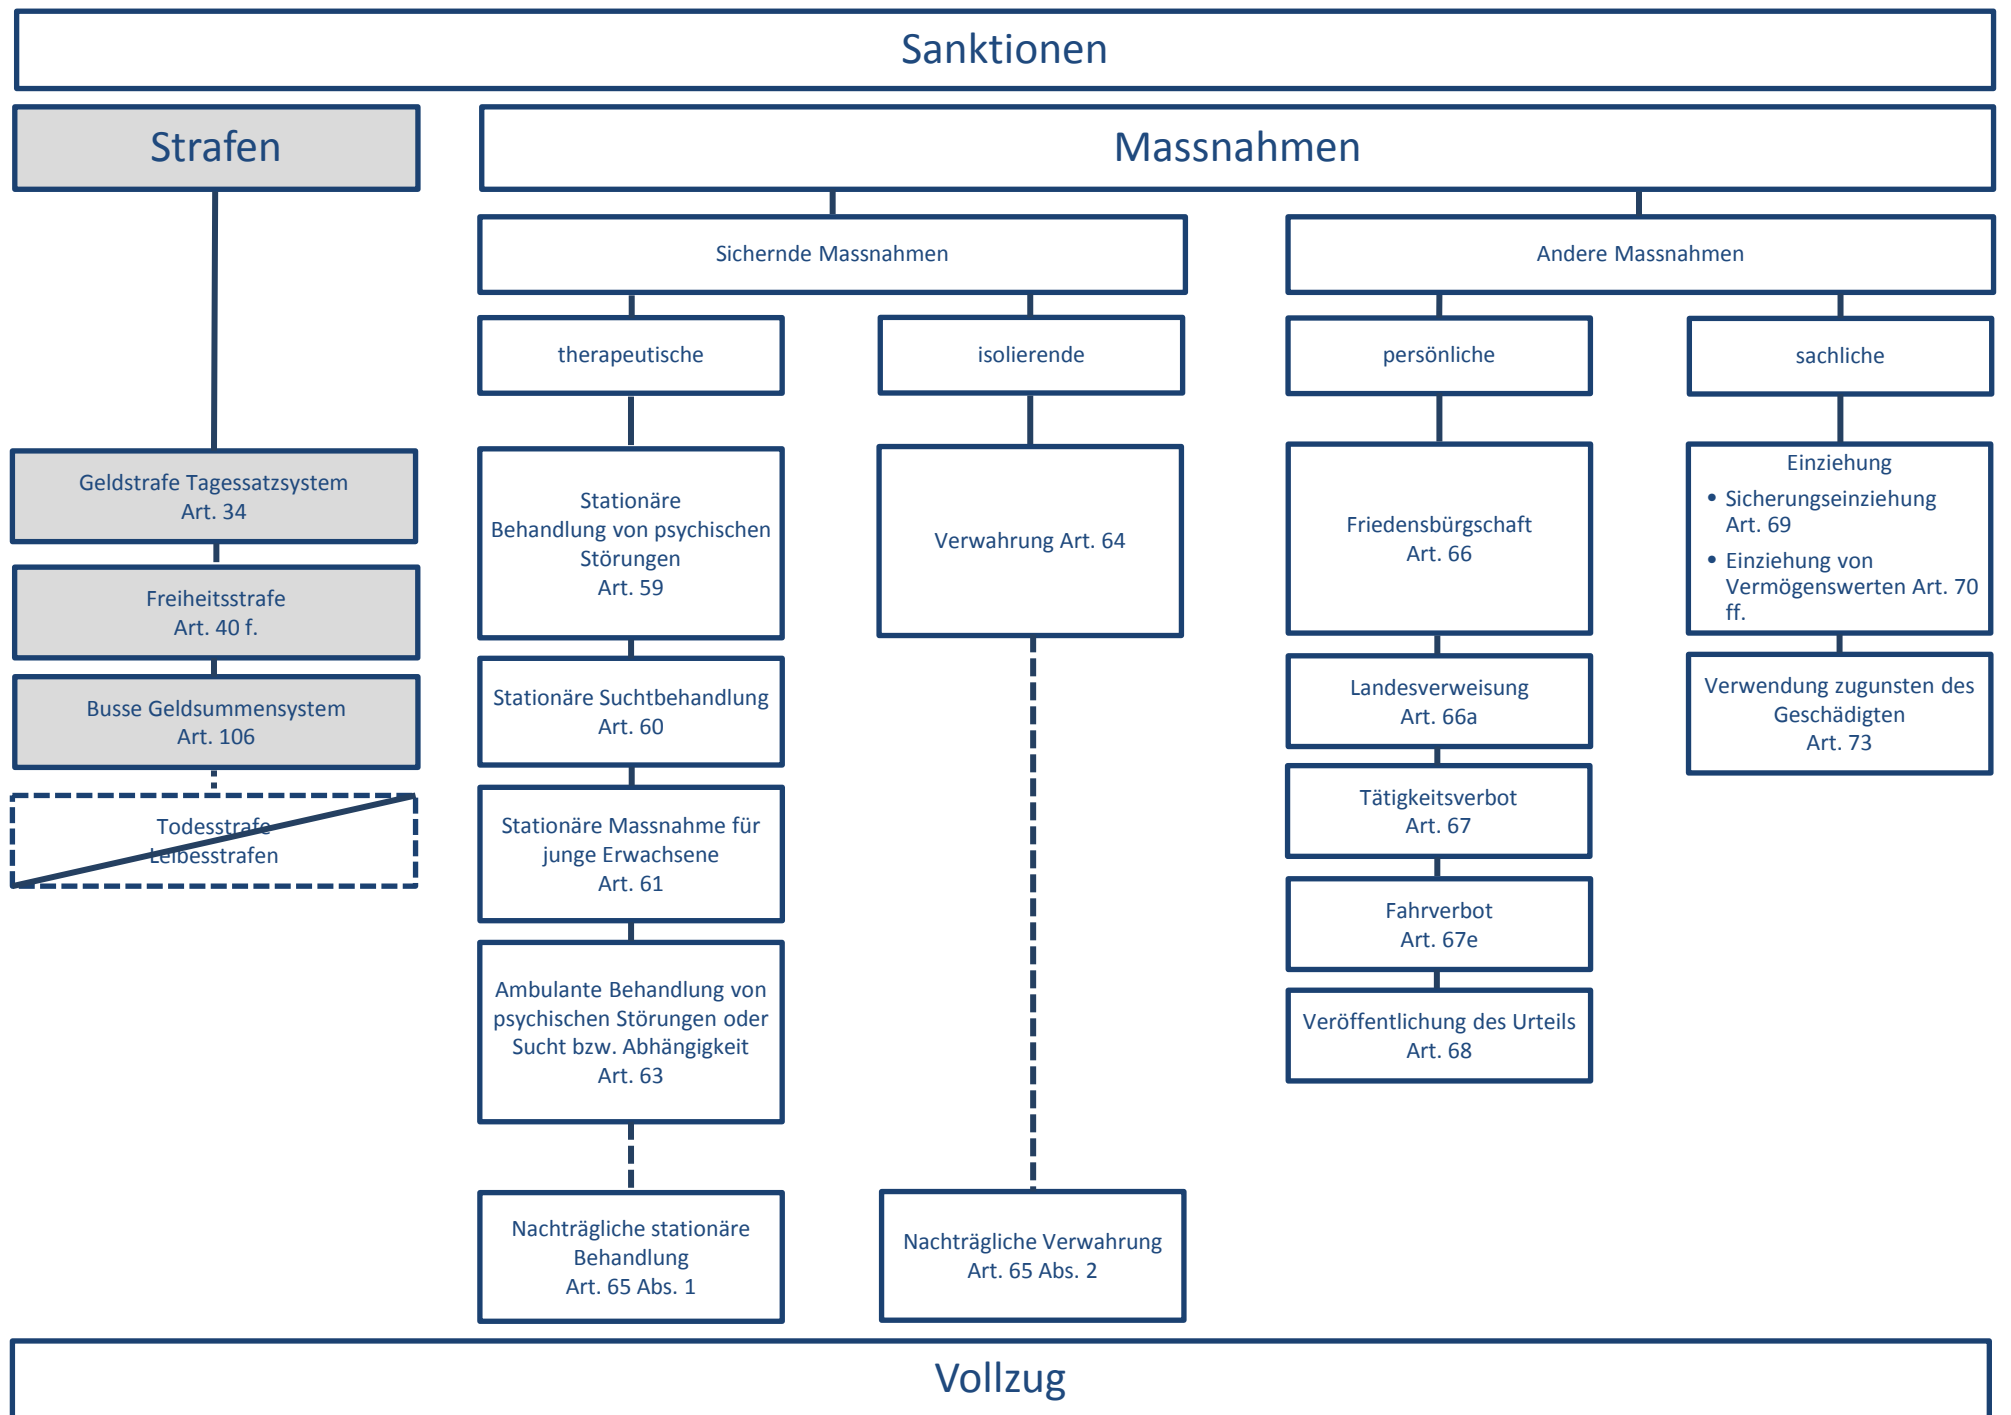 Sanktionen
Strafen
Massnahmen
Sichernde Massnahmen
Andere Massnahmen
therapeutische
isolierende
persönliche
sachliche
Geldstrafe Tagessatzsystem
Art. 34
Freiheitsstrafe
Art. 40 f.
Busse Geldsummensystem
Art. 106
Todesstrafe
Leibesstrafen
Stationäre
Behandlung von psychischen
Störungen
Art. 59
Stationäre Suchtbehandlung
Art. 60
Stationäre Massnahme für
junge Erwachsene
Art. 61
Ambulante Behandlung von
psychischen Störungen oder
Sucht bzw. Abhängigkeit
Art. 63
Nachträgliche stationäre
Behandlung
Art. 65 Abs. 1
Verwahrung Art. 64
Nachträgliche Verwahrung
Art. 65 Abs. 2
Friedensbürgschaft
Art. 66
Landesverweisung
Art. 66a
Tätigkeitsverbot
Art. 67
Fahrverbot
Art. 67e
Veröffentlichung des Urteils
Art. 68
Einziehung
• Sicherungseinziehung
Art. 69
• Einziehung von
Vermögenswerten Art. 70
ff.
Verwendung zugunsten des
Geschädigten
Art. 73
Vollzug